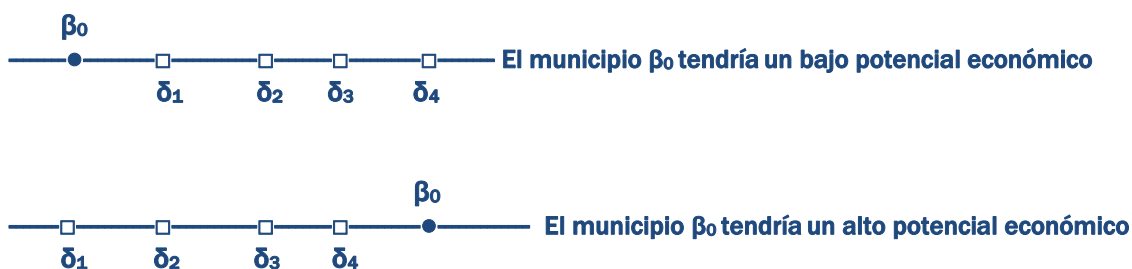 β₀
El municipio β₀ tendría un bajo potencial económico
δ₁ δ₂ δ₃ δ₄
β₀
El municipio β₀ tendría un alto potencial económico
δ₁ δ₂ δ₃ δ₄